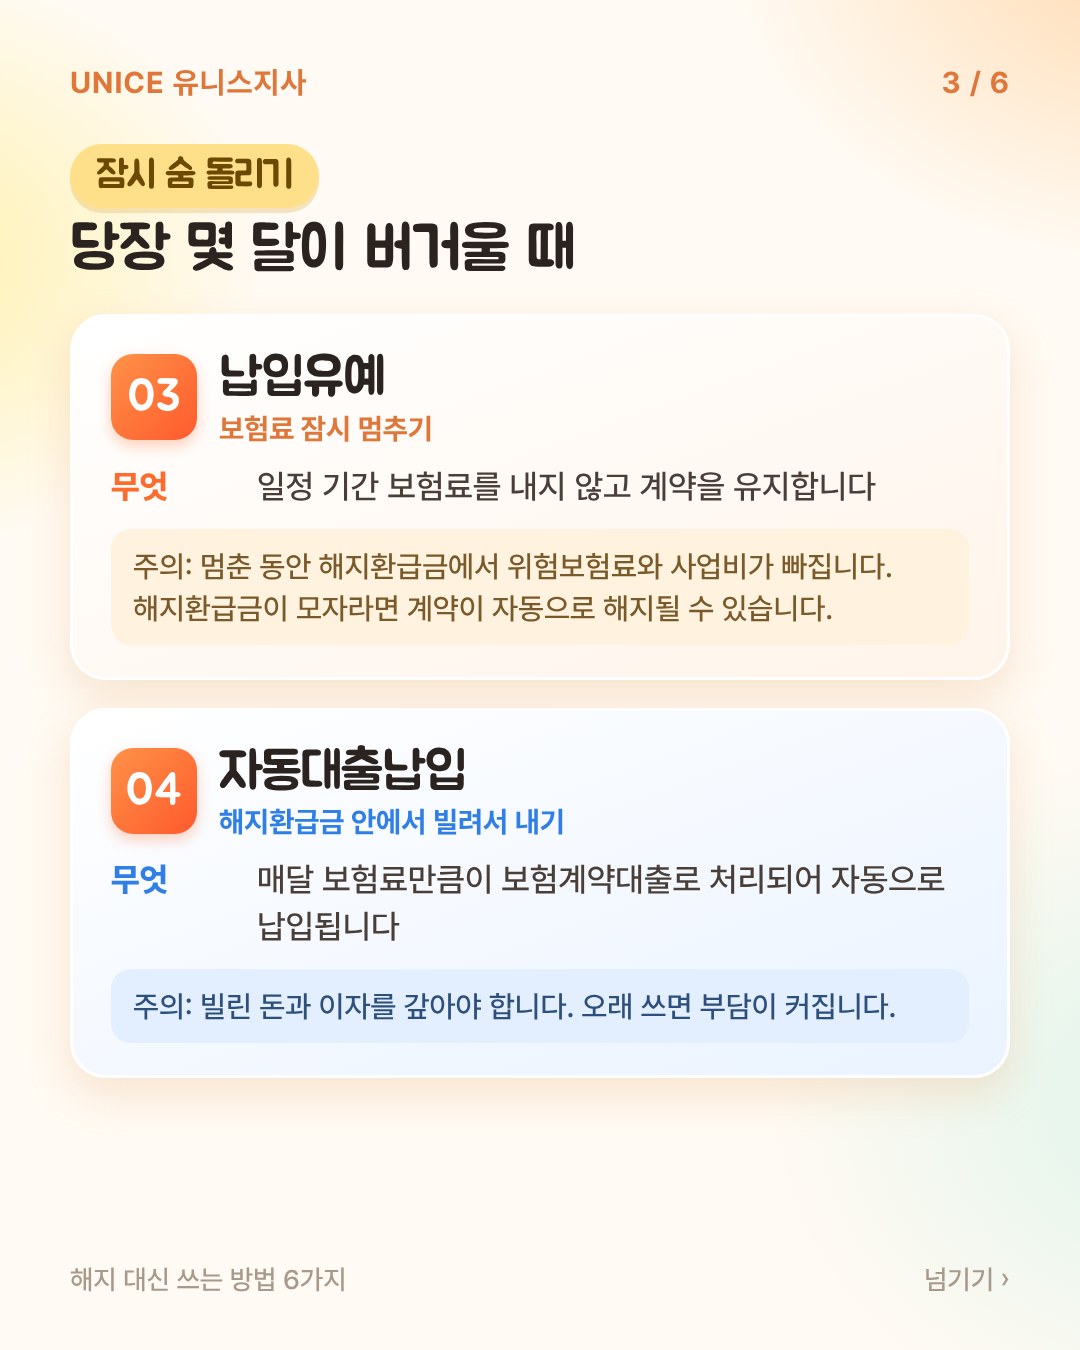 UNICE 유니스지사
3 / 6
잠시 숨 돌리기
당장 몇 달이 버거울 때
03
납입유예
보험료 잠시 멈추기
무엇
일정 기간 보험료를 내지 않고 계약을 유지합니다
주의: 멈춘 동안 해지환급금에서 위험보험료와 사업비가 빠집니다.
해지환급금이 모자라면 계약이 자동으로 해지될 수 있습니다.
04
자동대출납입
해지환급금 안에서 빌려서 내기
무엇
매달 보험료만큼이 보험계약대출로 처리되어 자동으로
납입됩니다
주의: 빌린 돈과 이자를 갚아야 합니다. 오래 쓰면 부담이 커집니다.
해지 대신 쓰는 방법 6가지
넘기기 ›